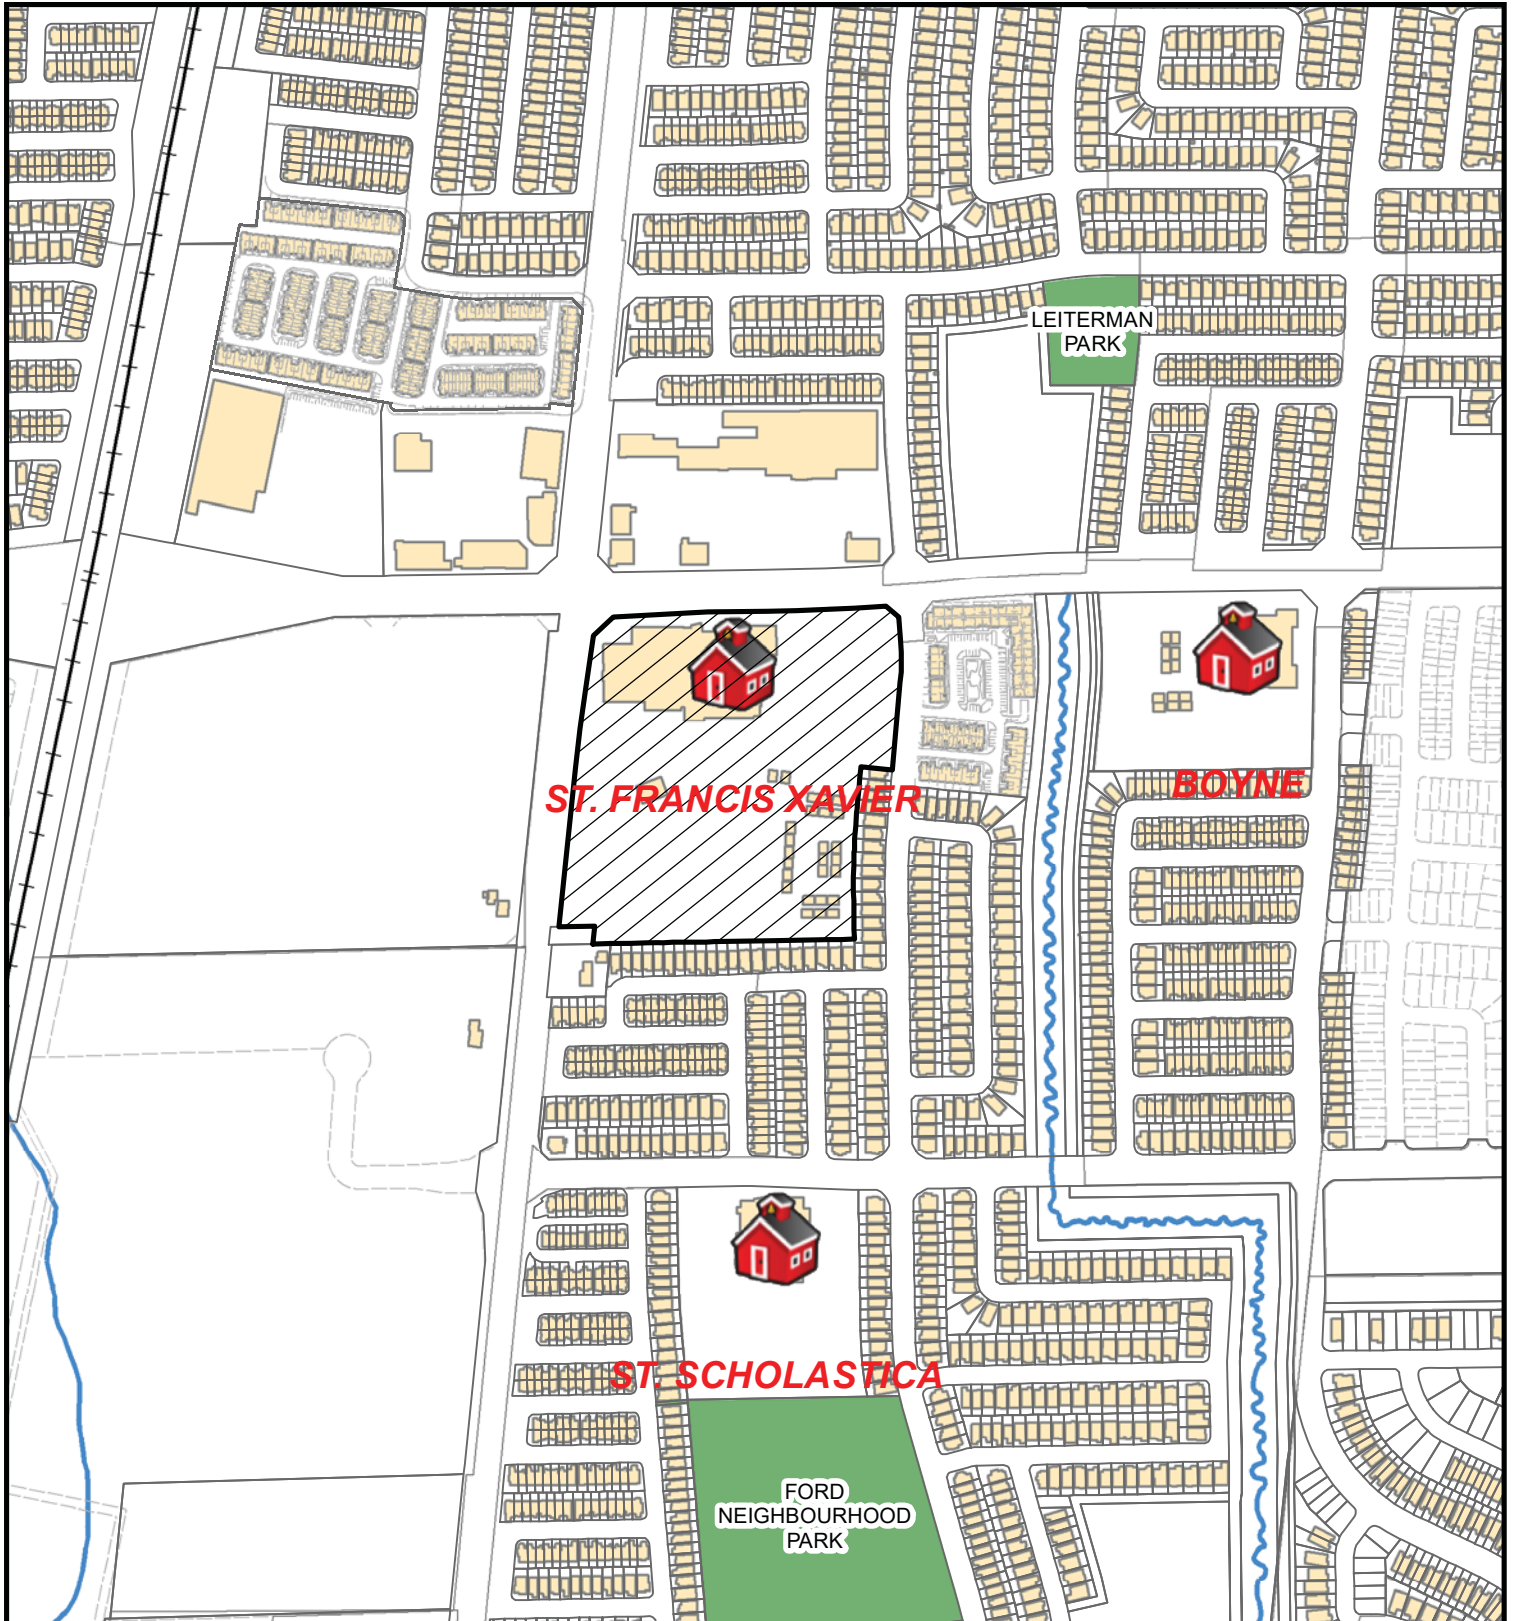 LEITERMAN
PARK
ST. FRANCIS XAVIER
BOYNE
ST. SCHOLASTICA
FORD
NEIGHBOURHOOD
PARK